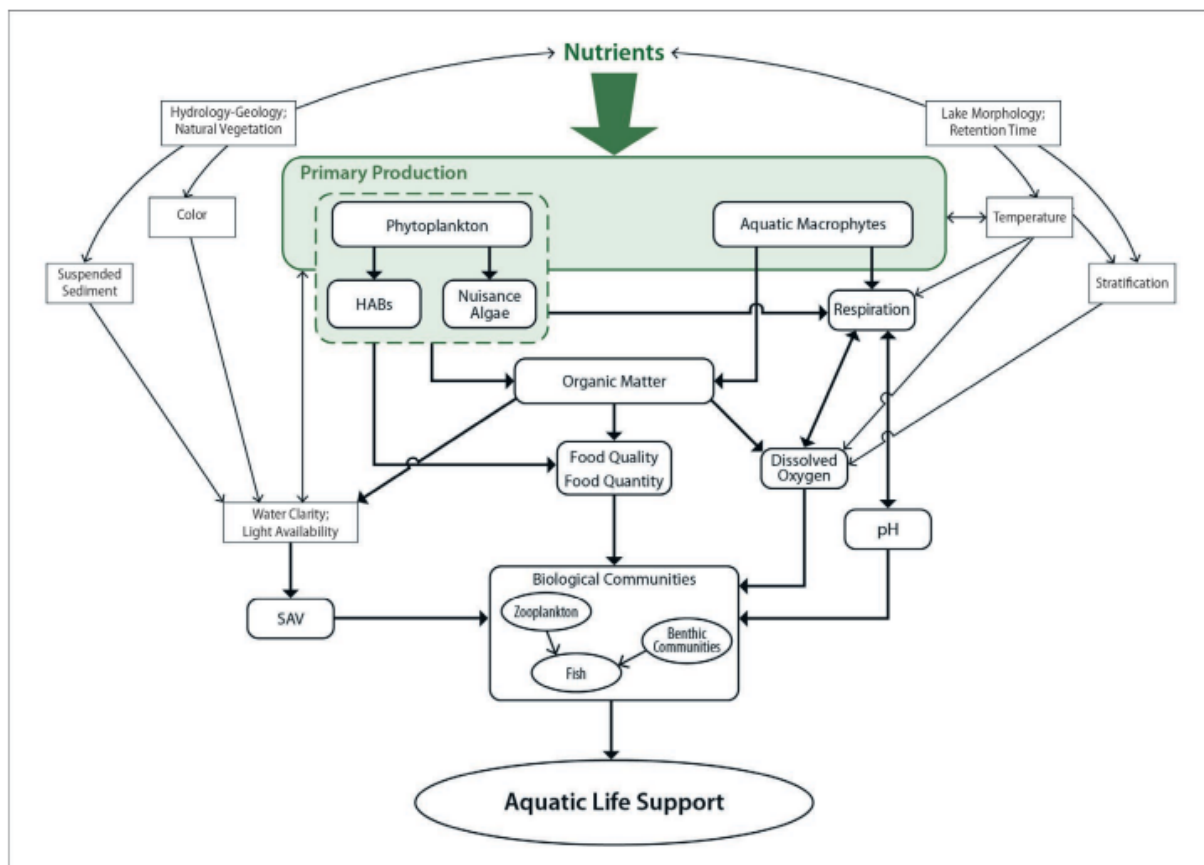 Nutrients
Hydrology-Geology;
Natural Vegetation
Lake Morphology;
Retention Time
Primary Production
Color
Phytoplankton
Aquatic Macrophytes
Temperature
Suspended
Sediment
HABs
Nuisance
Algae
Respiration
Stratification
Organic Matter
Food Quality
Food Quantity
Dissolved
Oxygen
Water Clarity;
Light Availability
pH
Biological Communities
SAV
Zooplankton
Benthic
Communities
Fish
Aquatic Life Support